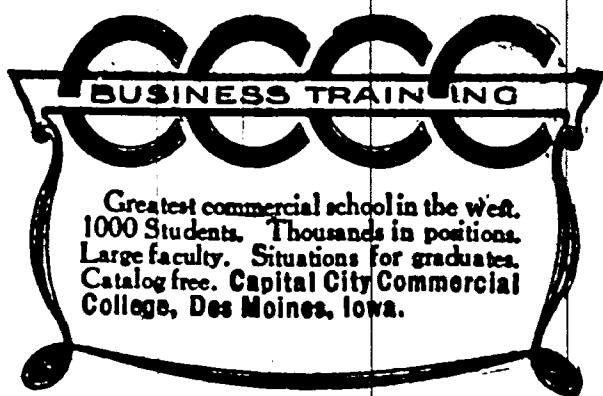 CCCC
BUSINESS TRAINING
Greatest commercial school in the west.
1000 Students. Thousands in positions.
Large faculty. Situations for graduates.
Catalog free. Capital City Commercial
College, Des Moines, Iowa.